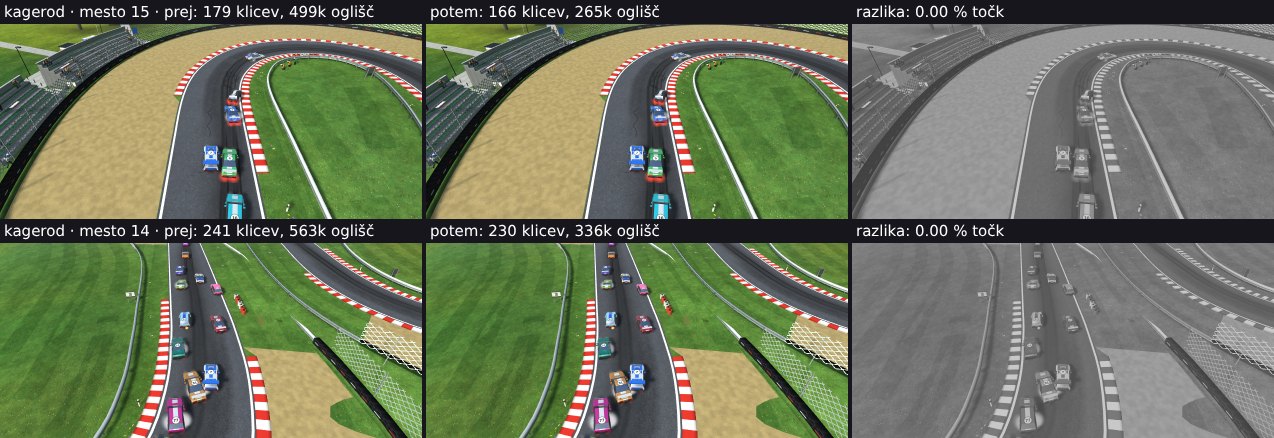 kagerod · mesto 15 · prej: 179 klicev, 499k oglišč
potem: 166 klicev, 265k oglišč
razlika: 0.00 % točk
kagerod · mesto 14 · prej: 241 klicev, 563k oglišč
potem: 230 klicev, 336k oglišč
razlika: 0.00 % točk